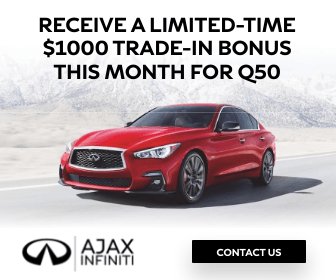 RECEIVE A LIMITED-TIME
$1000 TRADE-IN BONUS
THIS MONTH FOR Q50
AJAX
INFINITI
CONTACT US